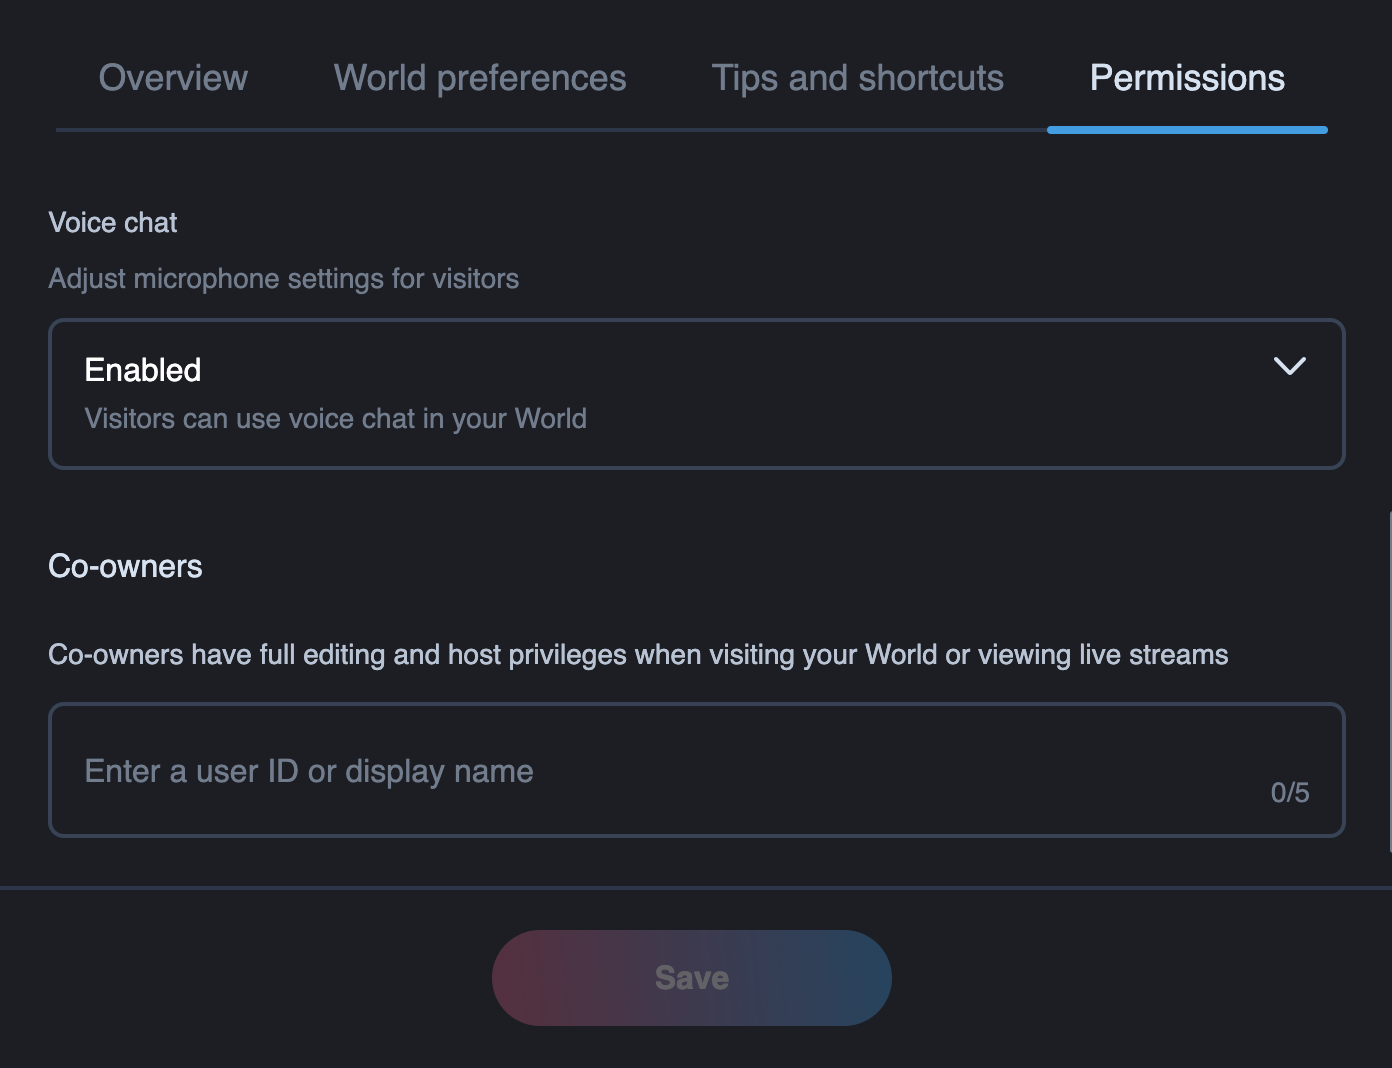 Overview World preferences Tips and shortcuts Permissions
Voice chat
Adjust microphone settings for visitors
Enabled
Visitors can use voice chat in your World
Co-owners
Co-owners have full editing and host privileges when visiting your World or viewing live streams
Enter a user ID or display name
0/5
Save